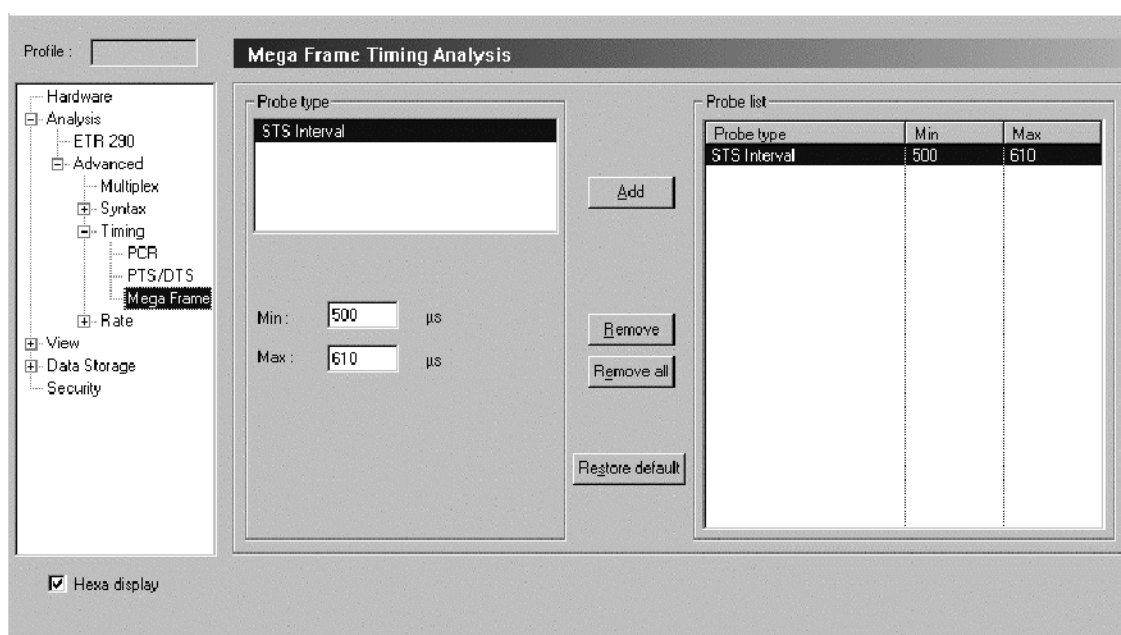 Profile :
Mega Frame Timing Analysis
Hardware
Analysis
ETR 290
Advanced
Multiplex
Syntax
Timing
PCR
PTS/DTS
Mega Frame
Rate
View
Data Storage
Security
Probe type
STS Interval
Min :
500
µs
Max :
610
µs
Add
Remove
Remove all
Restore default
Probe list
Probe type Min Max
STS Interval 500 610
Hexa display